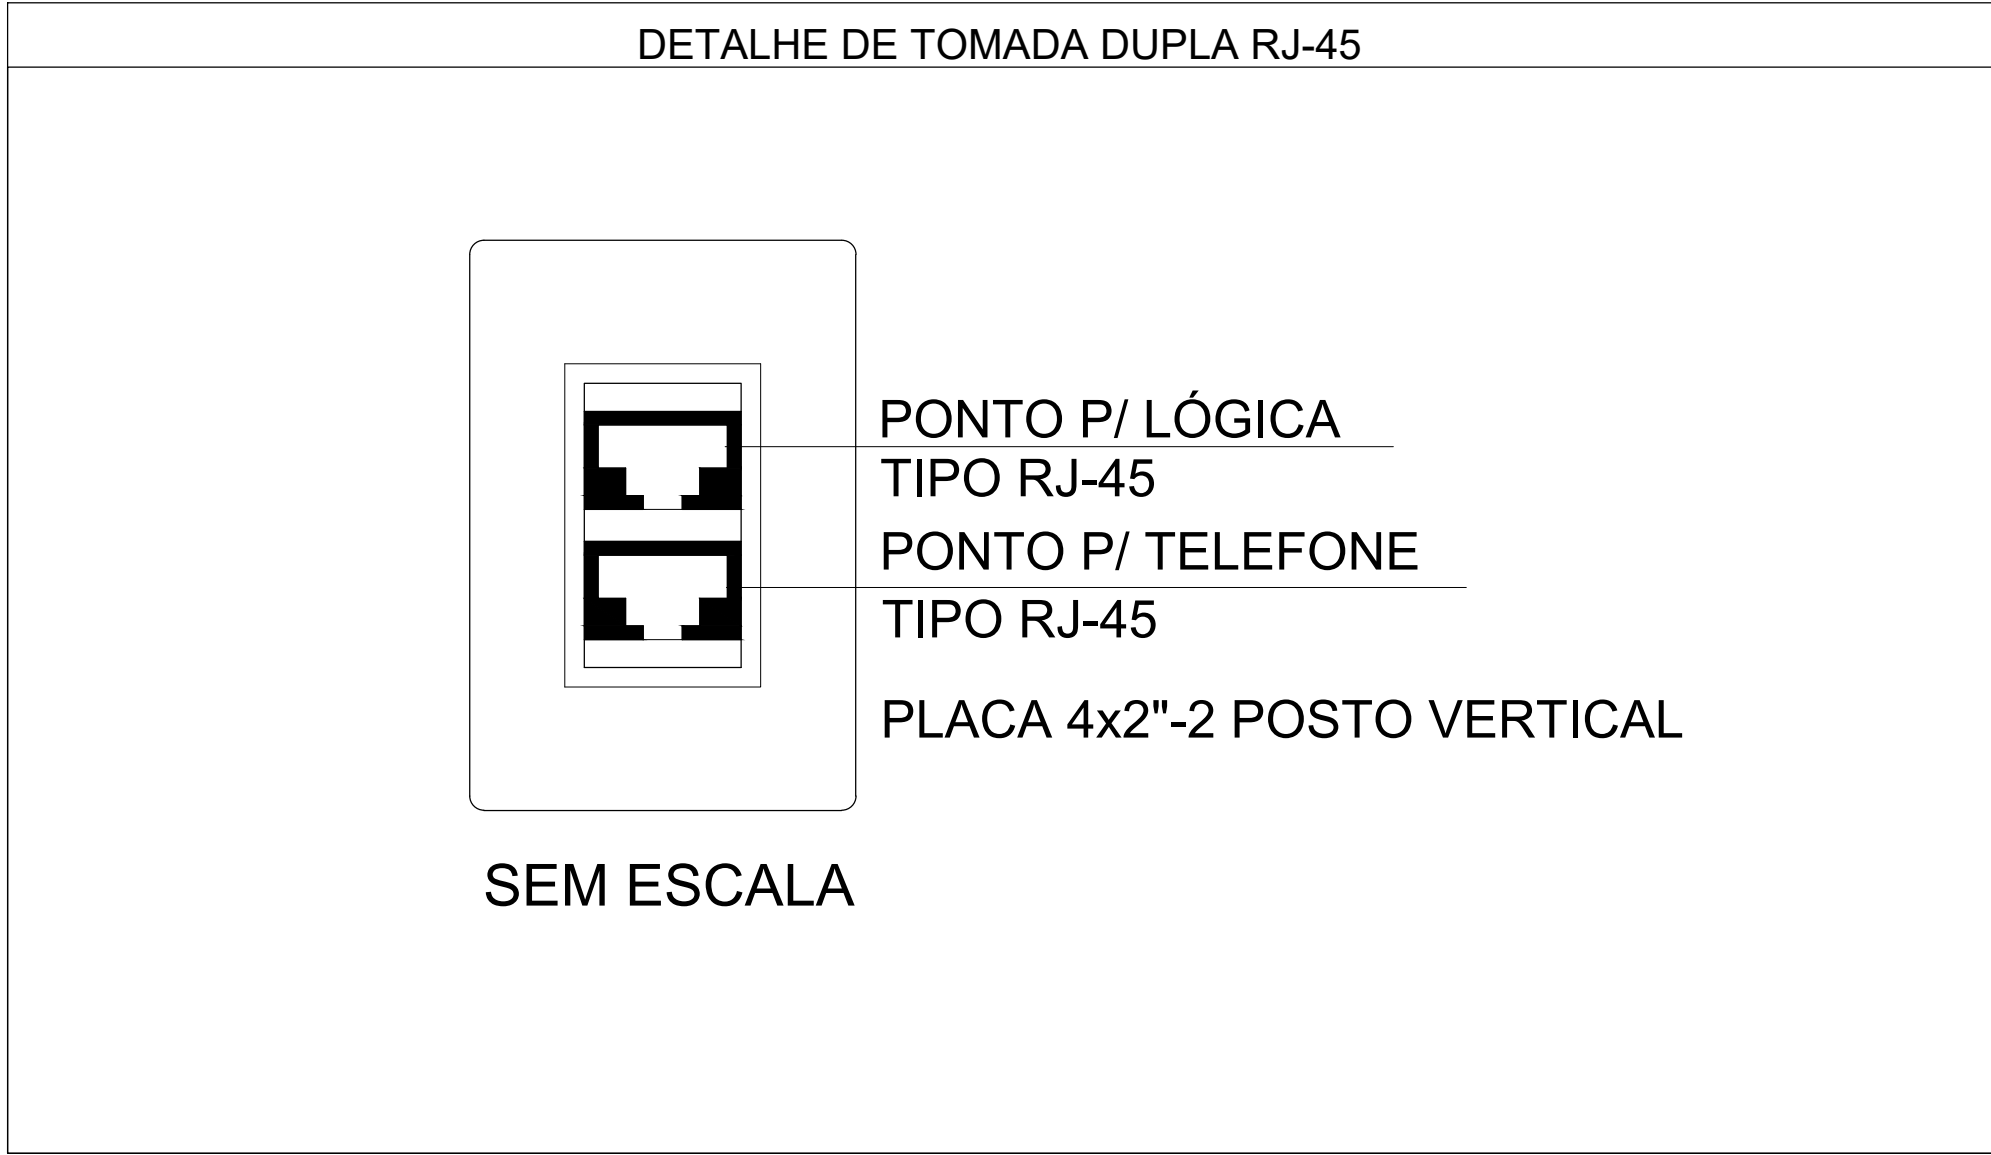 DETALHE DE TOMADA DUPLA RJ-45
PONTO P/ LÓGICA
TIPO RJ-45
PONTO P/ TELEFONE
TIPO RJ-45
PLACA 4x2"-2 POSTO VERTICAL
SEM ESCALA